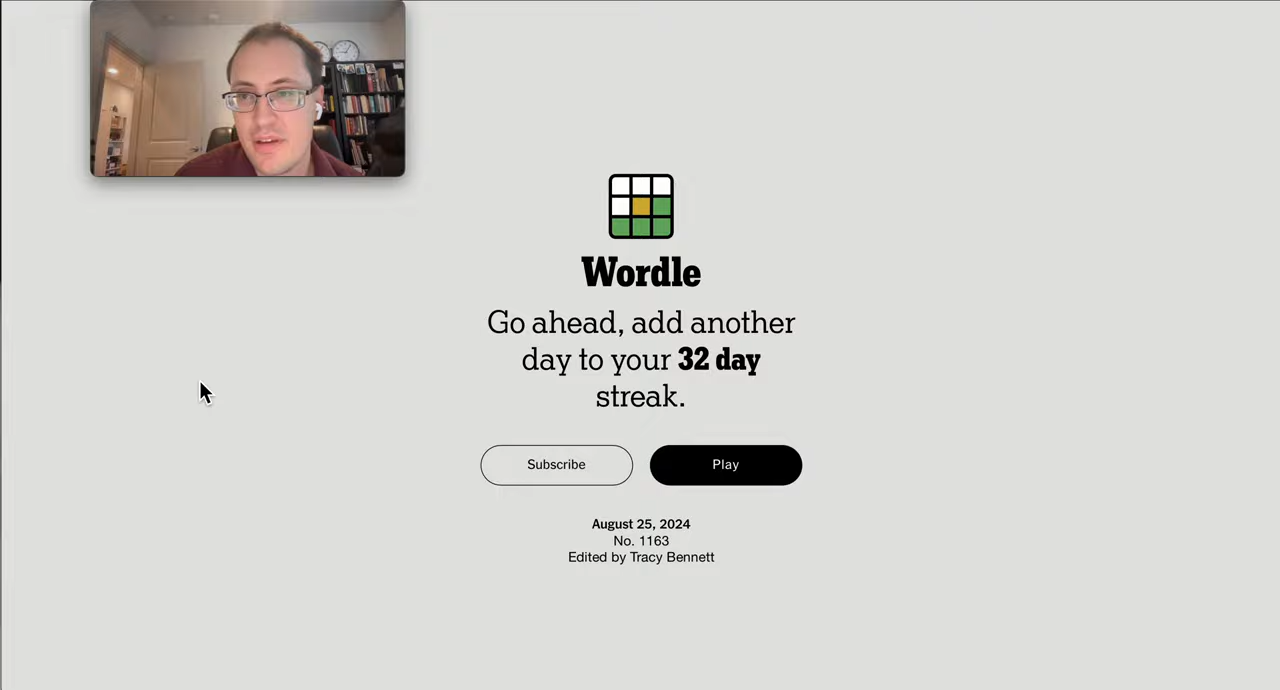 Wordle
Go ahead, add another
day to your 32 day
streak.
Subscribe
Play
August 25, 2024
No. 1163
Edited by Tracy Bennett